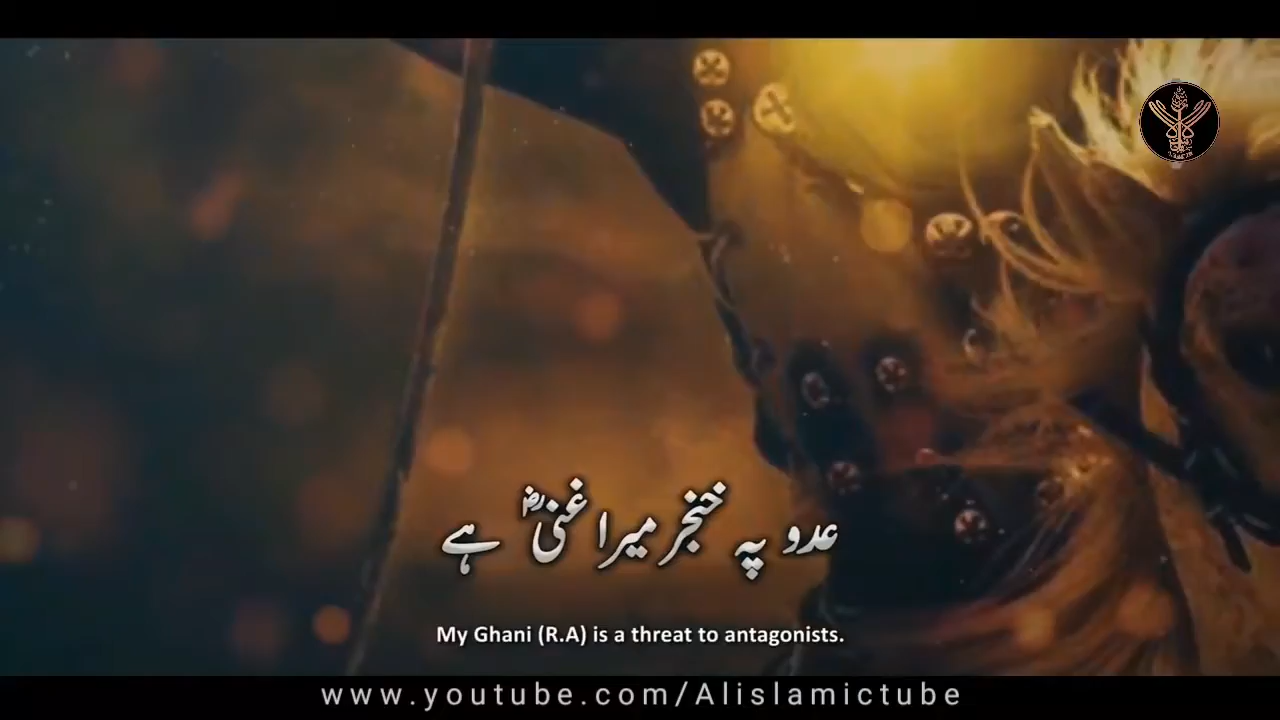 عدو پہ خنجر میرا غنیؓ ہے
My Ghani (R.A) is a threat to antagonists.
www.youtube.com/Alislamictube